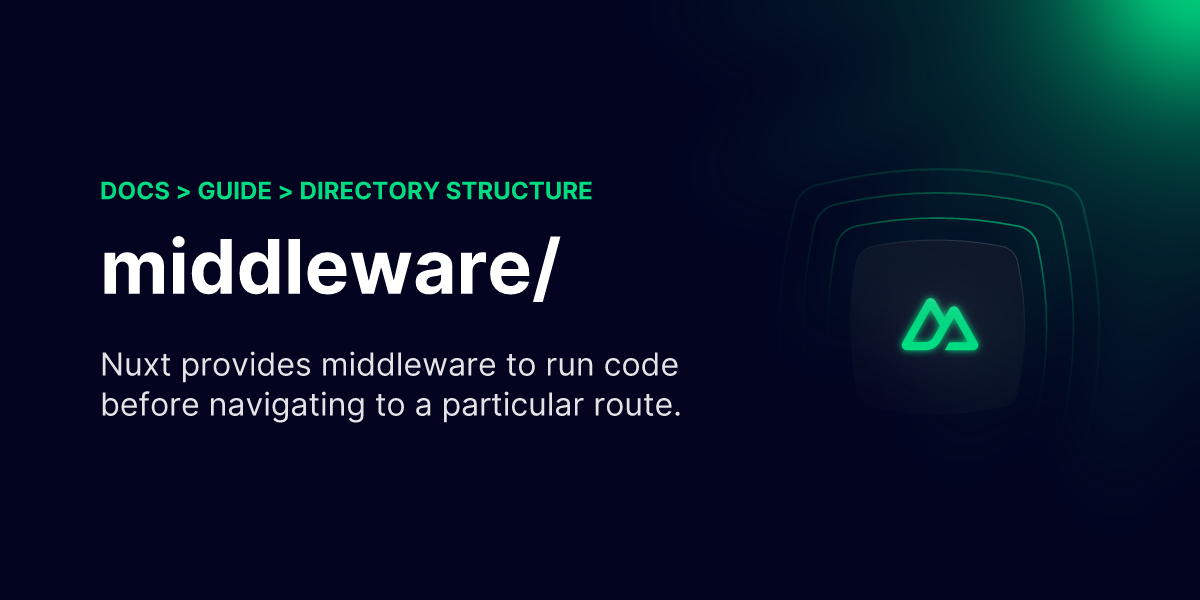 DOCS > GUIDE > DIRECTORY STRUCTURE
middleware/
Nuxt provides middleware to run code
before navigating to a particular route.